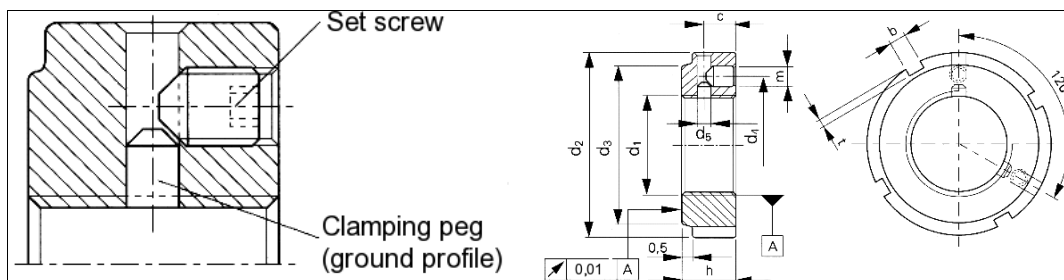 Set screw
Clamping peg
(ground profile)
c
m
d2
d3
d1
d5
d4
0,5
h
0,01 A
A
b
t
120